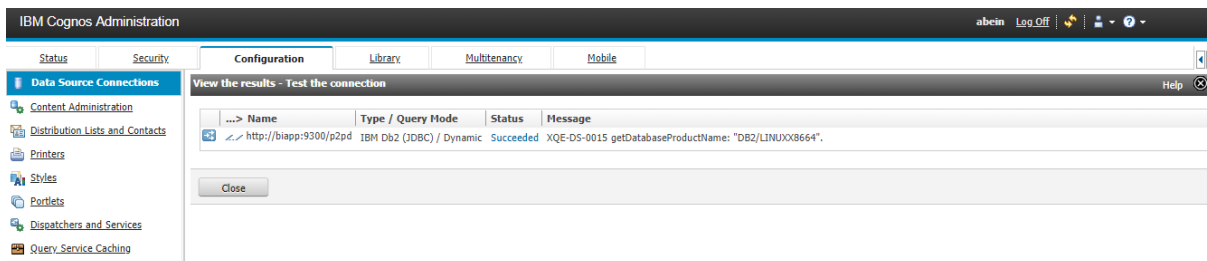 IBM Cognos Administration
abein Log Off
Status Security Configuration Library Multitenancy Mobile
Data Source Connections
Content Administration
Distribution Lists and Contacts
Printers
Styles
Portlets
Dispatchers and Services
Query Service Caching
View the results - Test the connection Help
...> Name Type / Query Mode Status Message
../../ http://biapp:9300/p2pd IBM Db2 (JDBC) / Dynamic Succeeded XQE-DS-0015 getDatabaseProductName: "DB2/LINUXX8664".
Close